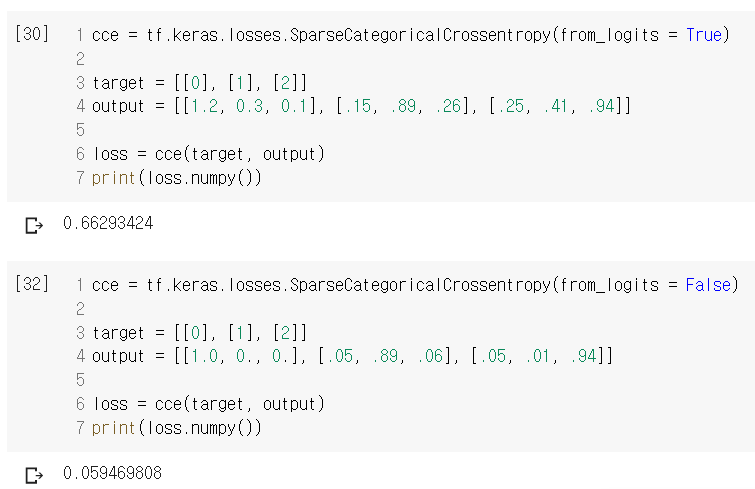 [30] 1 cce = tf.keras.losses.SparseCategoricalCrossentropy(from_logits = True)
2
3 target = [[0], [1], [2]]
4 output = [[1.2, 0.3, 0.1], [.15, .89, .26], [.25, .41, .94]]
5
6 loss = cce(target, output)
7 print(loss.numpy())
0.66293424
[32] 1 cce = tf.keras.losses.SparseCategoricalCrossentropy(from_logits = False)
2
3 target = [[0], [1], [2]]
4 output = [[1.0, 0., 0.], [.05, .89, .06], [.05, .01, .94]]
5
6 loss = cce(target, output)
7 print(loss.numpy())
0.059469808